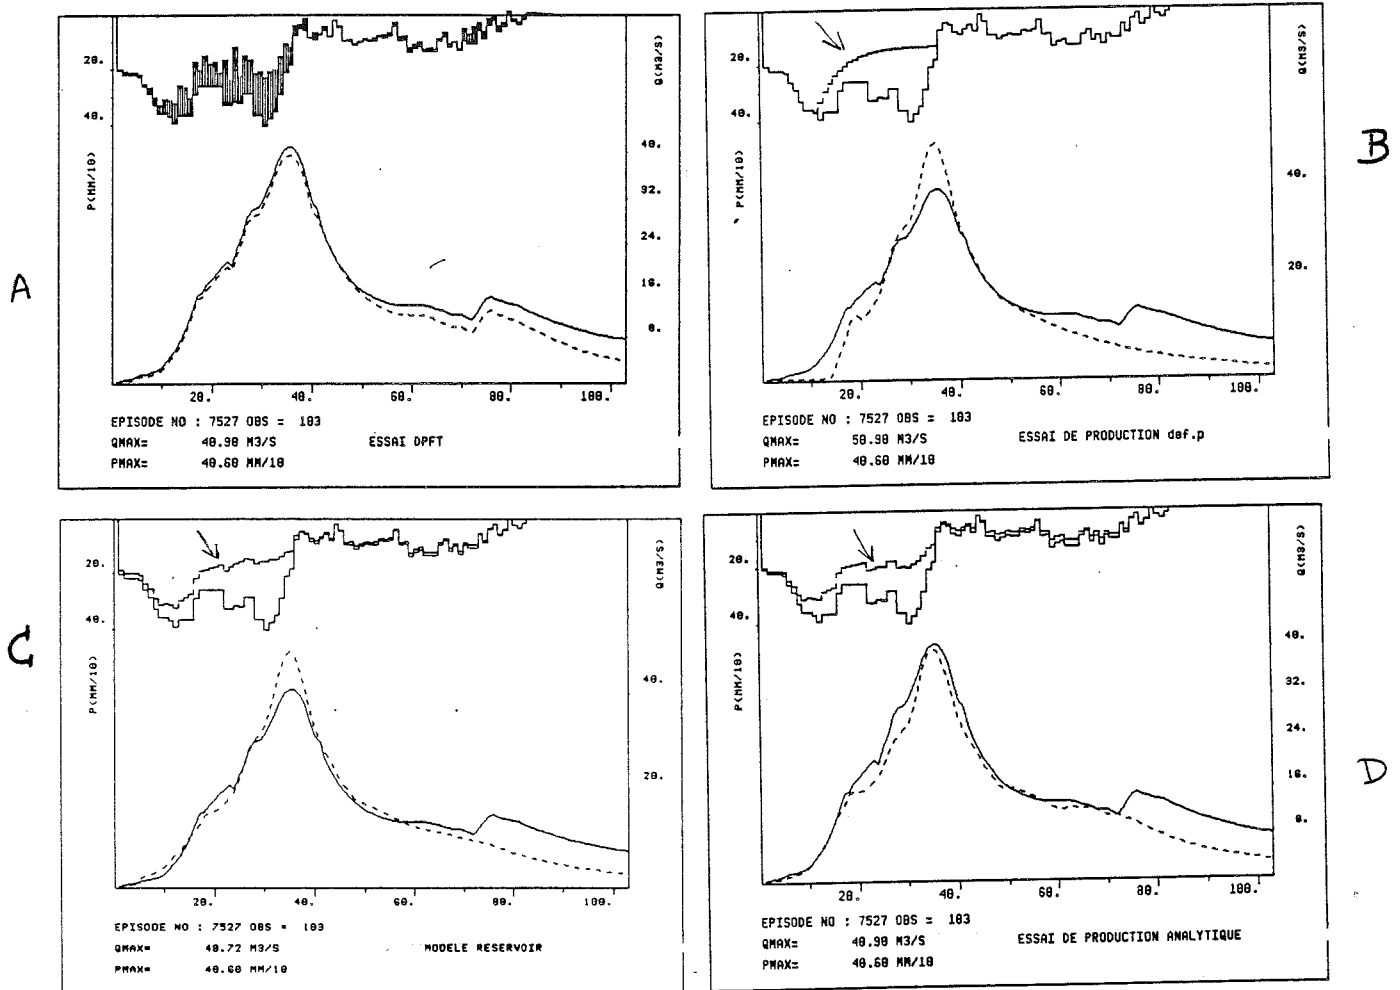 A
20.
40.
P(MM/10)
Q(M3/S)
40.
32.
24.
16.
8.
20. 40. 60. 80. 100.
EPISODE NO : 7527 OBS = 103
QMAX= 40.90 M3/S ESSAI DPFT
PMAX= 40.60 MM/10
B
20.
40.
P(MM/10)
Q(M3/S)
40.
20.
20. 40. 60. 80. 100.
EPISODE NO : 7527 OBS = 103
QMAX= 50.90 M3/S ESSAI DE PRODUCTION def.p
PMAX= 40.60 MM/10
C
20.
40.
P(MM/10)
Q(M3/S)
40.
20.
20. 40. 60. 80. 100.
EPISODE NO : 7527 OBS = 103
QMAX= 48.72 M3/S MODELE RESERVOIR
PMAX= 40.60 MM/10
D
20.
40.
P(MM/10)
Q(M3/S)
40.
32.
24.
16.
8.
20. 40. 60. 80. 100.
EPISODE NO : 7527 OBS = 103
QMAX= 40.90 M3/S ESSAI DE PRODUCTION ANALYTIQUE
PMAX= 40.60 MM/10